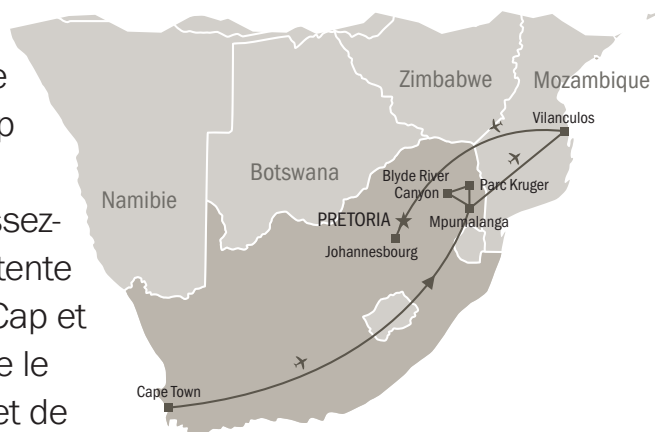 e
p
ssez-
tente
Cap et
e le
et de
Zimbabwe
Mozambique
Vilanculos
Botswana
Namibie
Blyde River
Canyon
Parc Kruger
PRETORIA
Mpumalanga
Johannesbourg
Cape Town